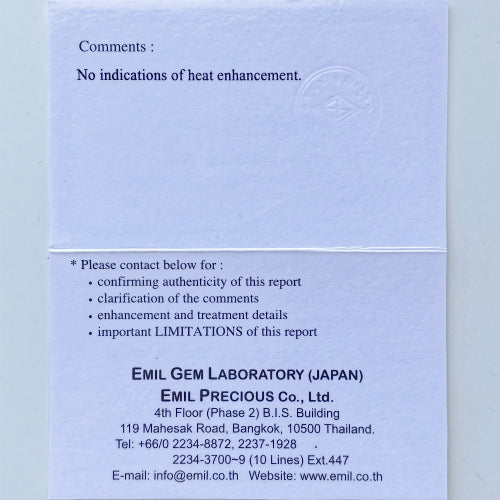 Comments :
No indications of heat enhancement.
* Please contact below for :
• confirming authenticity of this report
• clarification of the comments
• enhancement and treatment details
• important LIMITATIONS of this report
EMIL GEM LABORATORY (JAPAN)
EMIL PRECIOUS Co., Ltd.
4th Floor (Phase 2) B.I.S. Building
119 Mahesak Road, Bangkok, 10500 Thailand.
Tel: +66/0 2234-8872, 2237-1928
2234-3700~9 (10 Lines) Ext.447
E-mail: info@emil.co.th Website: www.emil.co.th